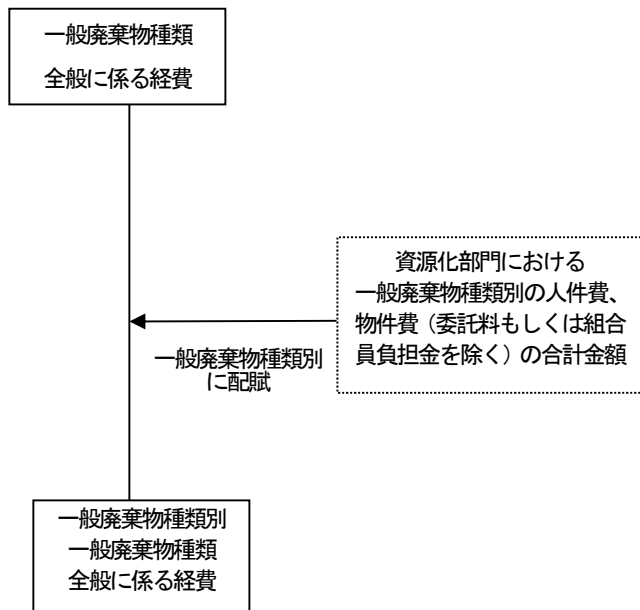 一般廃棄物種類
全般に係る経費
資源化部門における
一般廃棄物種類別の人件費、
物件費（委託料もしくは組合
員負担金を除く）の合計金額
一般廃棄物種類別
に配賦
一般廃棄物種類別
一般廃棄物種類
全般に係る経費